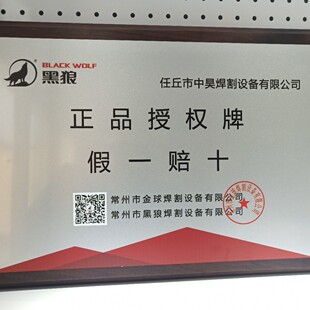 BLACK WOLF
黑狼
任丘市中昊焊割设备有限公司
正品授权牌
假一赔十
常州市金球焊割设备有限公司
常州市黑狼焊割设备有限公司